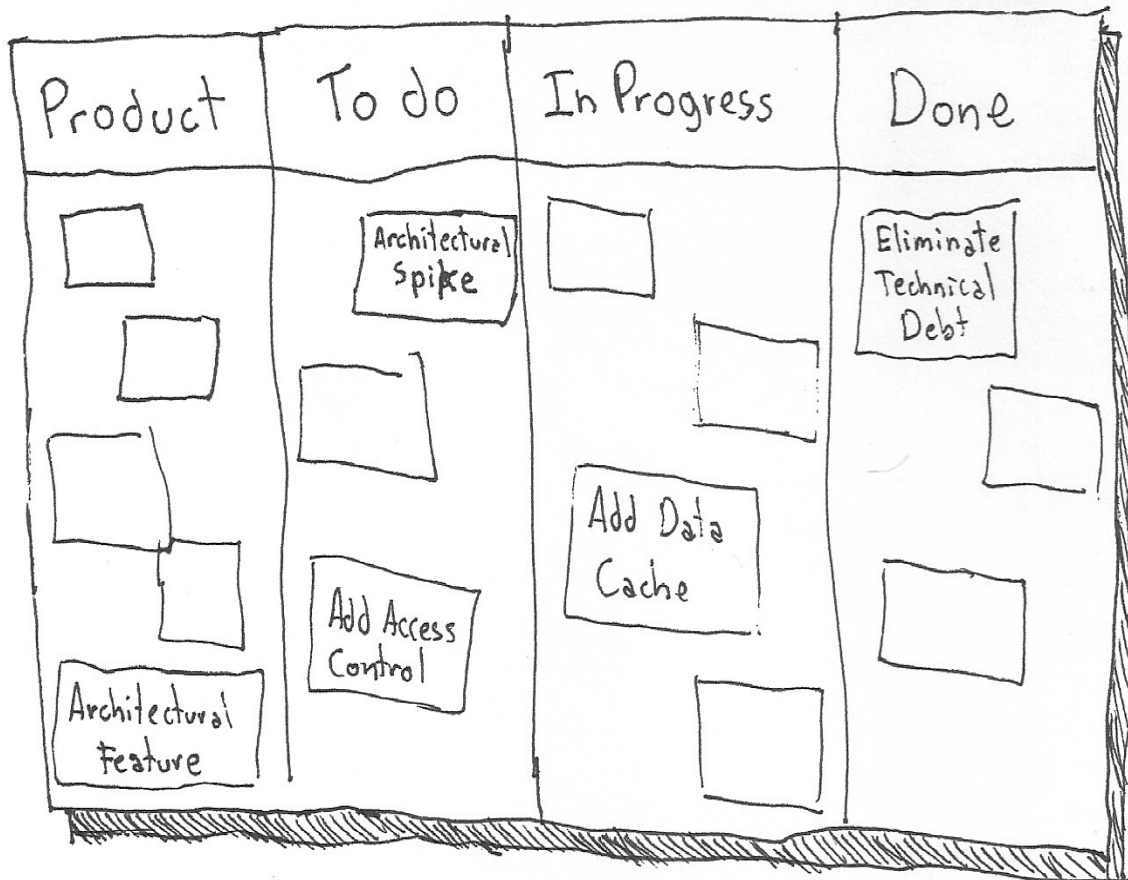 Product
To do
In Progress
Done
Architectural
Feature
Architectural
Spike
Add Access
Control
Add Data
Cache
Eliminate
Technical
Debt